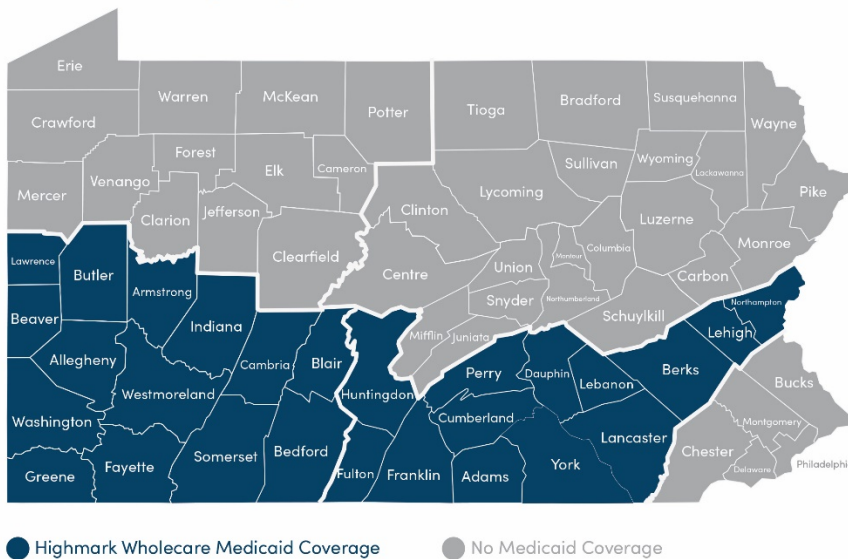 Erie
Warren
McKean
Potter
Tioga
Bradford
Susquehanna
Wayne
Crawford
Forest
Elk
Cameron
Sullivan
Wyoming
Lackawanna
Mercer
Venango
Clarion
Jefferson
Clearfield
Clinton
Lycoming
Luzerne
Pike
Monroe
Centre
Union
Montour
Columbia
Carbon
Snyder
Northumberland
Schuylkill
Mifflin
Juniata
Lawrence
Butler
Armstrong
Indiana
Northampton
Lehigh
Beaver
Allegheny
Cambria
Blair
Huntingdon
Perry
Dauphin
Lebanon
Berks
Bucks
Westmoreland
Cumberland
Montgomery
Washington
Lancaster
Chester
Philadelphi
Delaware
Greene
Fayette
Somerset
Bedford
Fulton
Franklin
Adams
York
Highmark Wholecare Medicaid Coverage
No Medicaid Coverage